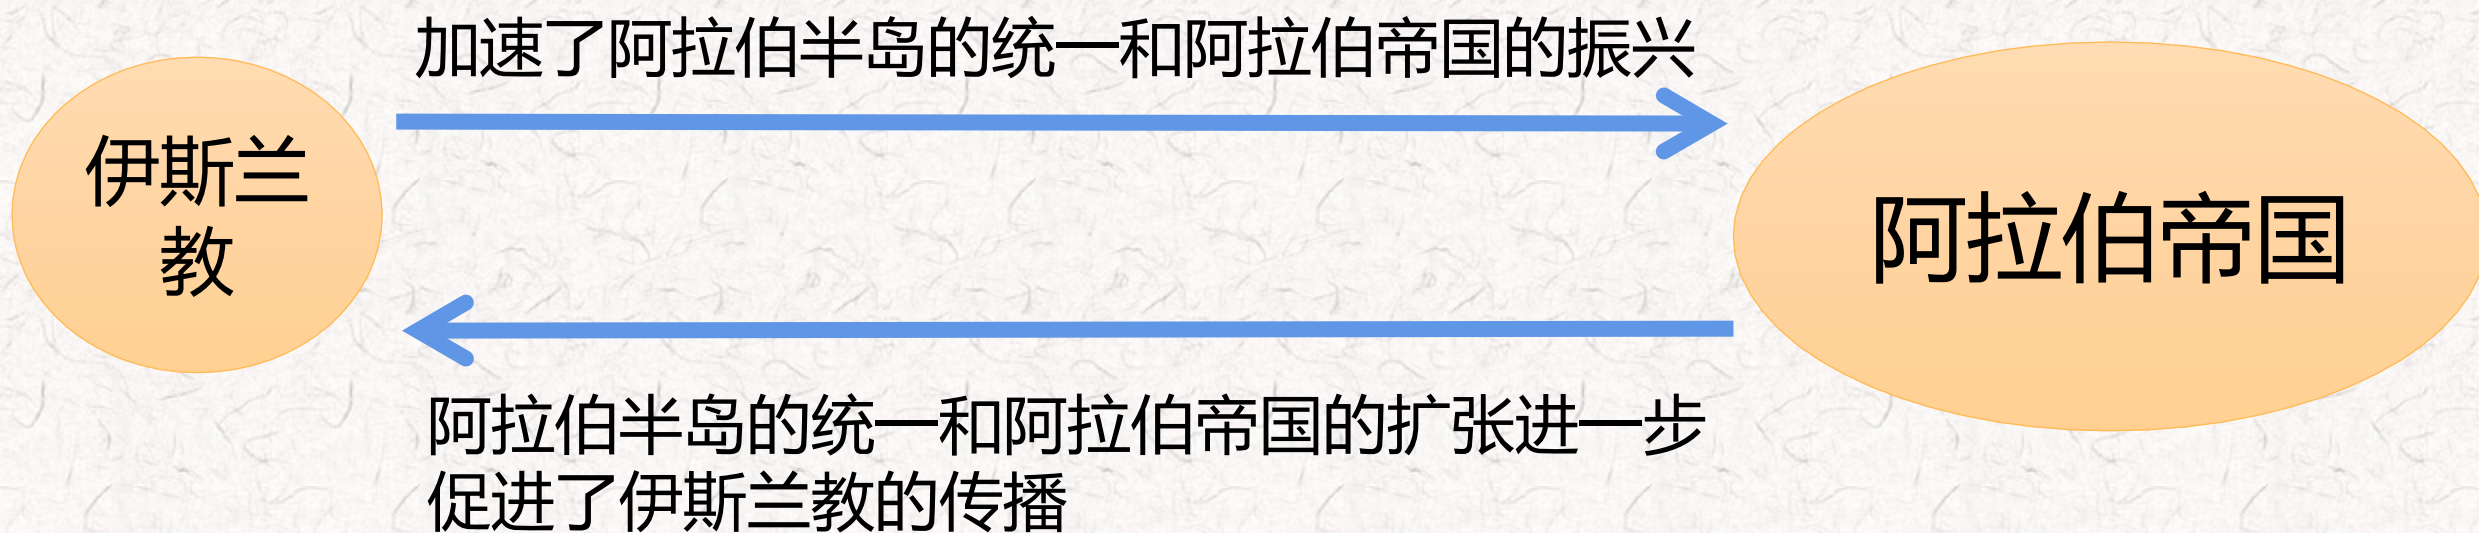 加速了阿拉伯半岛的统一和阿拉伯帝国的振兴
伊斯兰
教
阿拉伯帝国
阿拉伯半岛的统一和阿拉伯帝国的扩张进一步
促进了伊斯兰教的传播